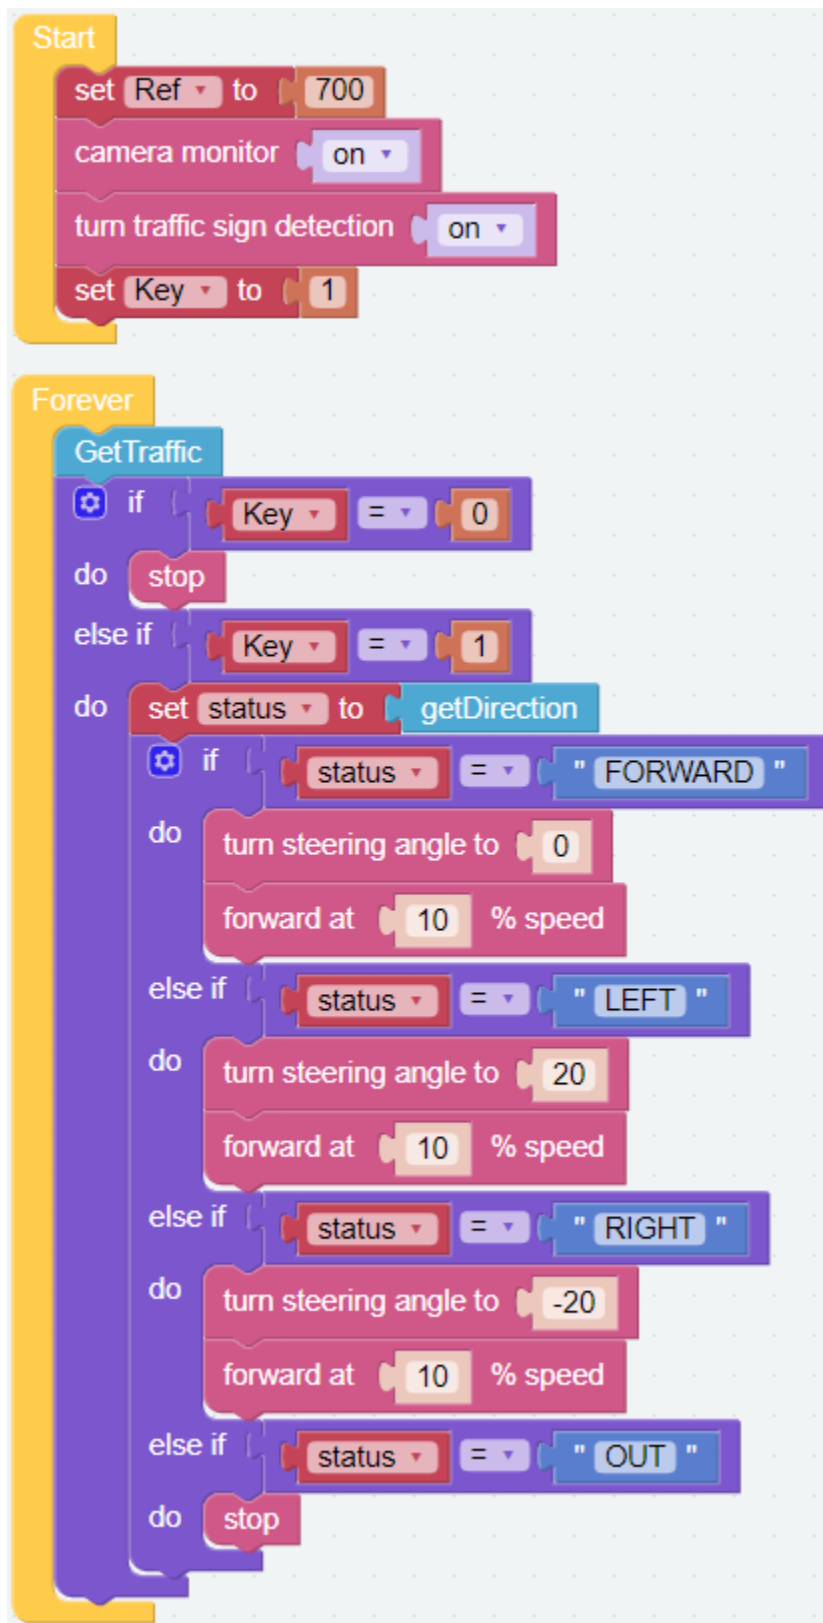 Start
set Ref to 700
camera monitor on
turn traffic sign detection on
set Key to 1
Forever
GetTraffic
if Key = 0
do stop
else if Key = 1
do set status to getDirection
if status = " FORWARD "
do turn steering angle to 0
forward at 10 % speed
else if status = " LEFT "
do turn steering angle to 20
forward at 10 % speed
else if status = " RIGHT "
do turn steering angle to -20
forward at 10 % speed
else if status = " OUT "
do stop